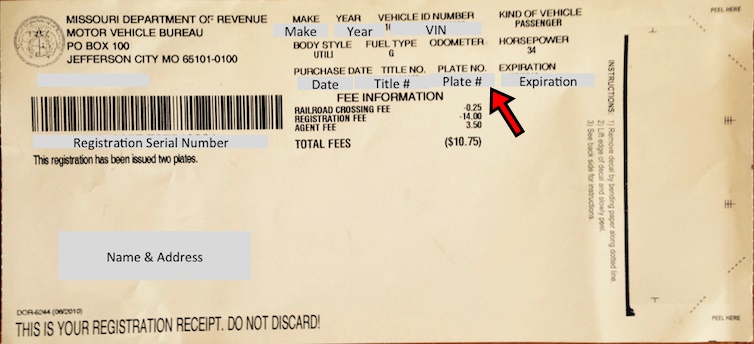 MISSOURI DEPARTMENT OF REVENUE
MOTOR VEHICLE BUREAU
PO BOX 100
JEFFERSON CITY MO 65101-0100
MAKE YEAR VEHICLE ID NUMBER KIND OF VEHICLE
Make Year VIN PASSENGER
BODY STYLE FUEL TYPE ODOMETER HORSEPOWER
UTILI G 34
PURCHASE DATE TITLE NO. PLATE NO. EXPIRATION
Date Title # Plate # Expiration
FEE INFORMATION
RAILROAD CROSSING FEE -0.25
REGISTRATION FEE -14.00
AGENT FEE 3.50
TOTAL FEES ($10.75)
Registration Serial Number
This registration has been issued two plates.
Name & Address
DOR-6244 (06/2010)
THIS IS YOUR REGISTRATION RECEIPT. DO NOT DISCARD!
INSTRUCTIONS: 1) Remove decal by bending paper along dotted line.
2) Lift edge of decal and slowly peel.
3) See back side for instructions.
PEEL HERE
PEEL HERE